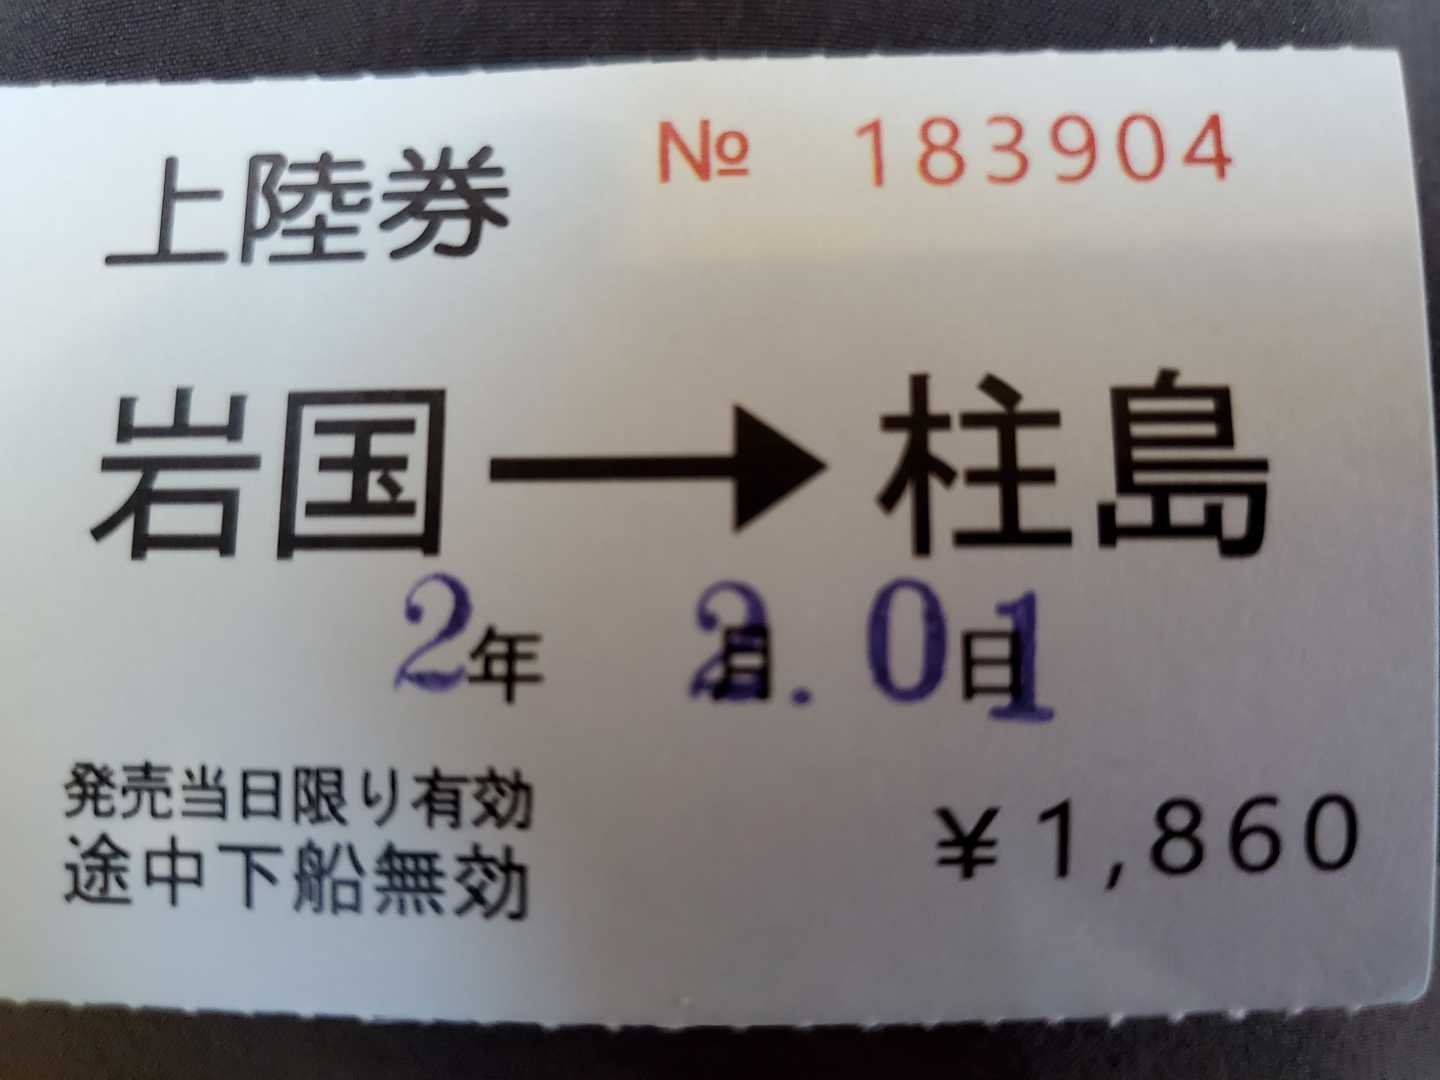 上陸券 № 183904
岩国→柱島
2年 2月. 01日
発売当日限り有効
途中下船無効
¥1,860